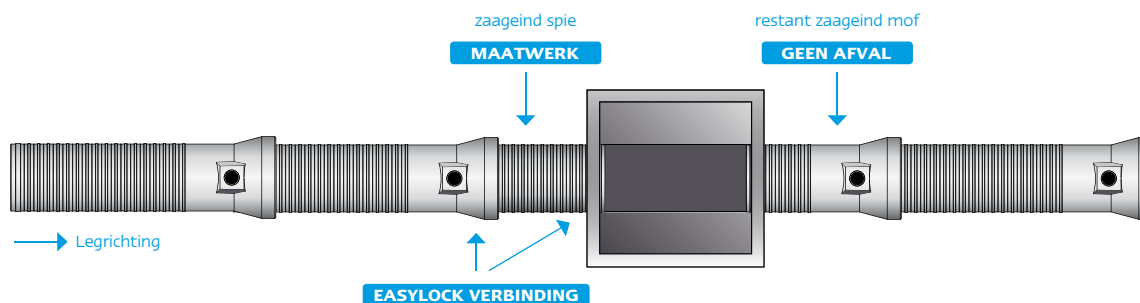 zaageind spie
MAATWERK
restant zaageind mof
GEEN AFVAL
Legrichting
EASYLOCK VERBINDING